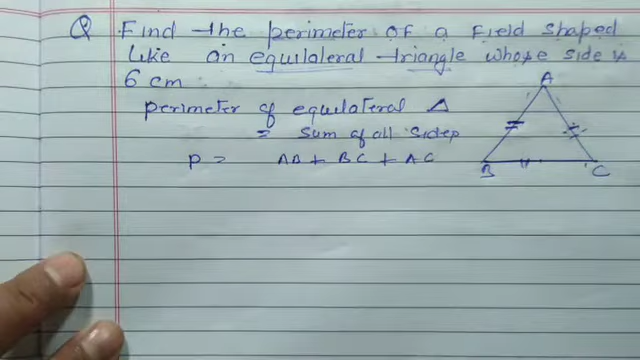 Q Find the perimeter of a Field shaped
like an equilateral triangle whose side is
6 cm
perimeter of equilateral Δ
= Sum of all sides
P = AB + BC + AC
A
B
C